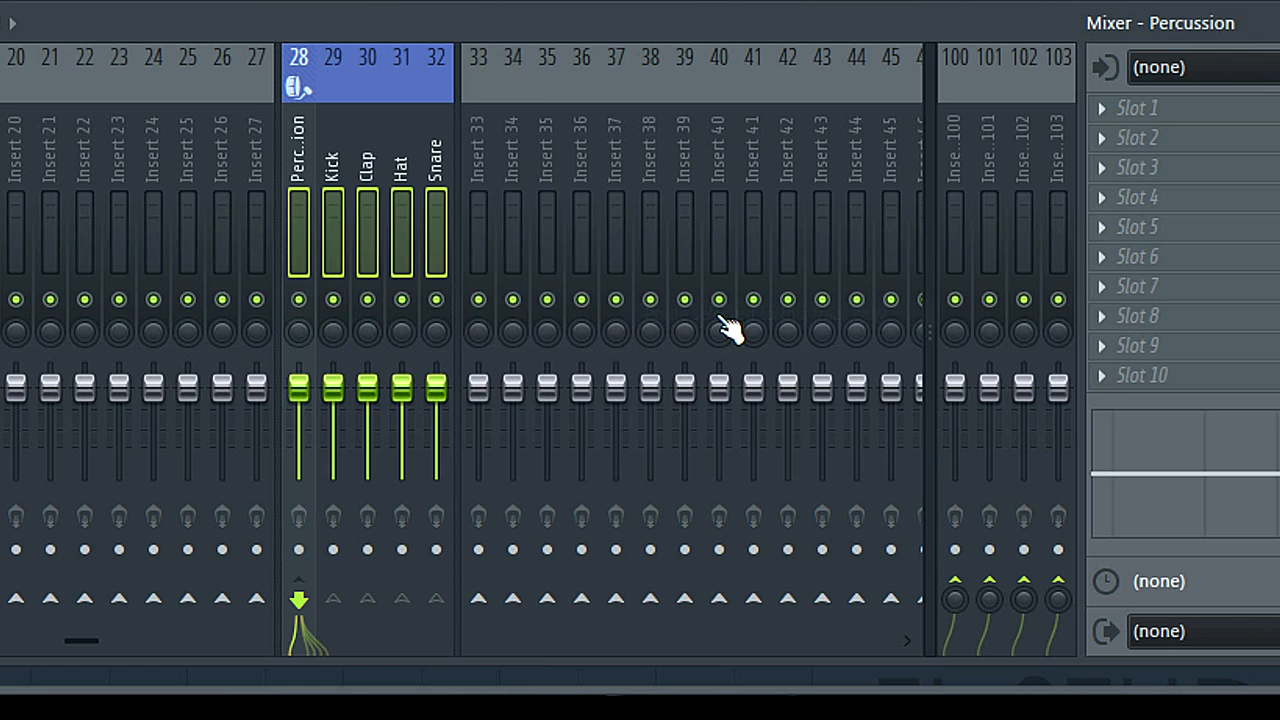 Mixer - Percussion
20 21 22 23 24 25 26 27 28 29 30 31 32 33 34 35 36 37 38 39 40 41 42 43 44 45 4 100 101 102 103
(none)
Insert 20 Insert 21 Insert 22 Insert 23 Insert 24 Insert 25 Insert 26 Insert 27 Perc..ion Kick Clap Hat Snare Insert 33 Insert 34 Insert 35 Insert 36 Insert 37 Insert 38 Insert 39 Insert 40 Insert 41 Insert 42 Insert 43 Insert 44 Insert 45 Inse..100 Inse..101 Inse..102 Inse..103
Slot 1
Slot 2
Slot 3
Slot 4
Slot 5
Slot 6
Slot 7
Slot 8
Slot 9
Slot 10
(none)
(none)